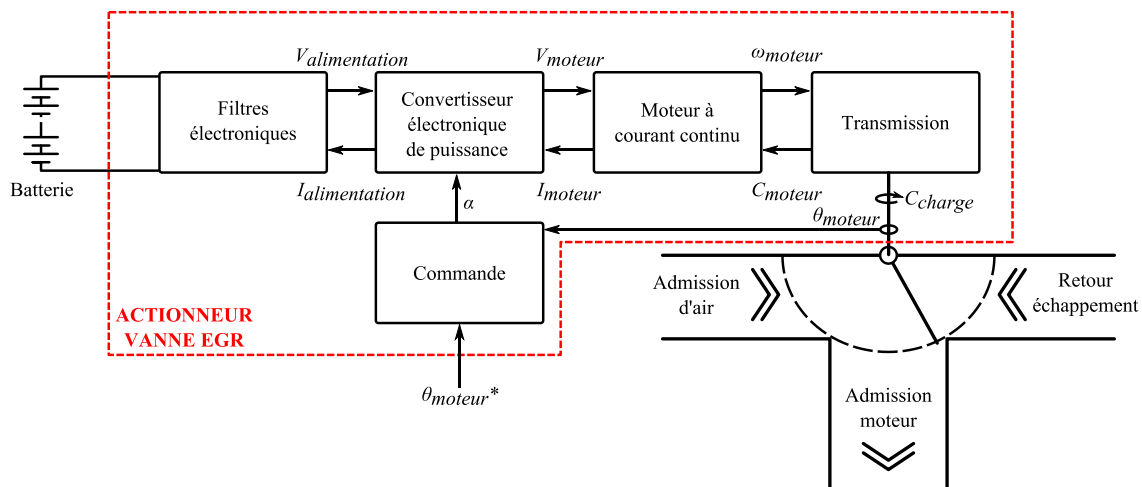 Valimentation
Vmoteur
ωmoteur
Filtres
électroniques
Convertisseur
électronique
de puissance
Moteur à
courant continu
Transmission
Batterie
Ialimentation
α
Imoteur
Cmoteur
Ccharge
θmoteur
Commande
Admission
d'air
Retour
échappement
ACTIONNEUR
VANNE EGR
θmoteur*
Admission
moteur